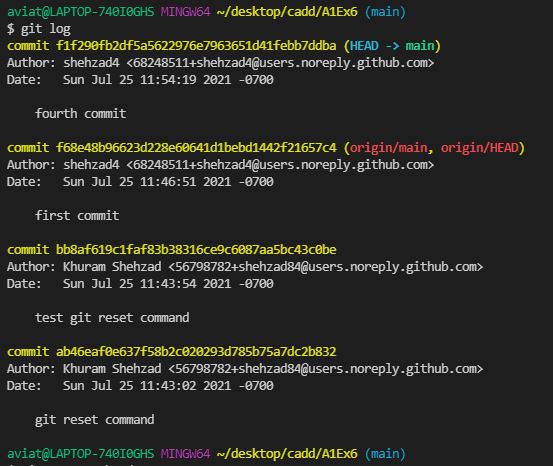 aviat@LAPTOP-740I0GHS MINGW64 ~/desktop/cadd/A1Ex6 (main)
$ git log
commit f1f290fb2df5a5622976e7963651d41febb7ddba (HEAD -> main)
Author: shehzad4 <68248511+shehzad4@users.noreply.github.com>
Date:   Sun Jul 25 11:54:19 2021 -0700
    fourth commit
commit f68e48b96623d228e60641d1bebd1442f21657c4 (origin/main, origin/HEAD)
Author: shehzad4 <68248511+shehzad4@users.noreply.github.com>
Date:   Sun Jul 25 11:46:51 2021 -0700
    first commit
commit bb8af619c1faf83b38316ce9c6087aa5bc43c0be
Author: Khuram Shehzad <56798782+shehzad84@users.noreply.github.com>
Date:   Sun Jul 25 11:43:54 2021 -0700
    test git reset command
commit ab46eaf0e637f58b2c020293d785b75a7dc2b832
Author: Khuram Shehzad <56798782+shehzad84@users.noreply.github.com>
Date:   Sun Jul 25 11:43:02 2021 -0700
    git reset command
aviat@LAPTOP-740I0GHS MINGW64 ~/desktop/cadd/A1Ex6 (main)